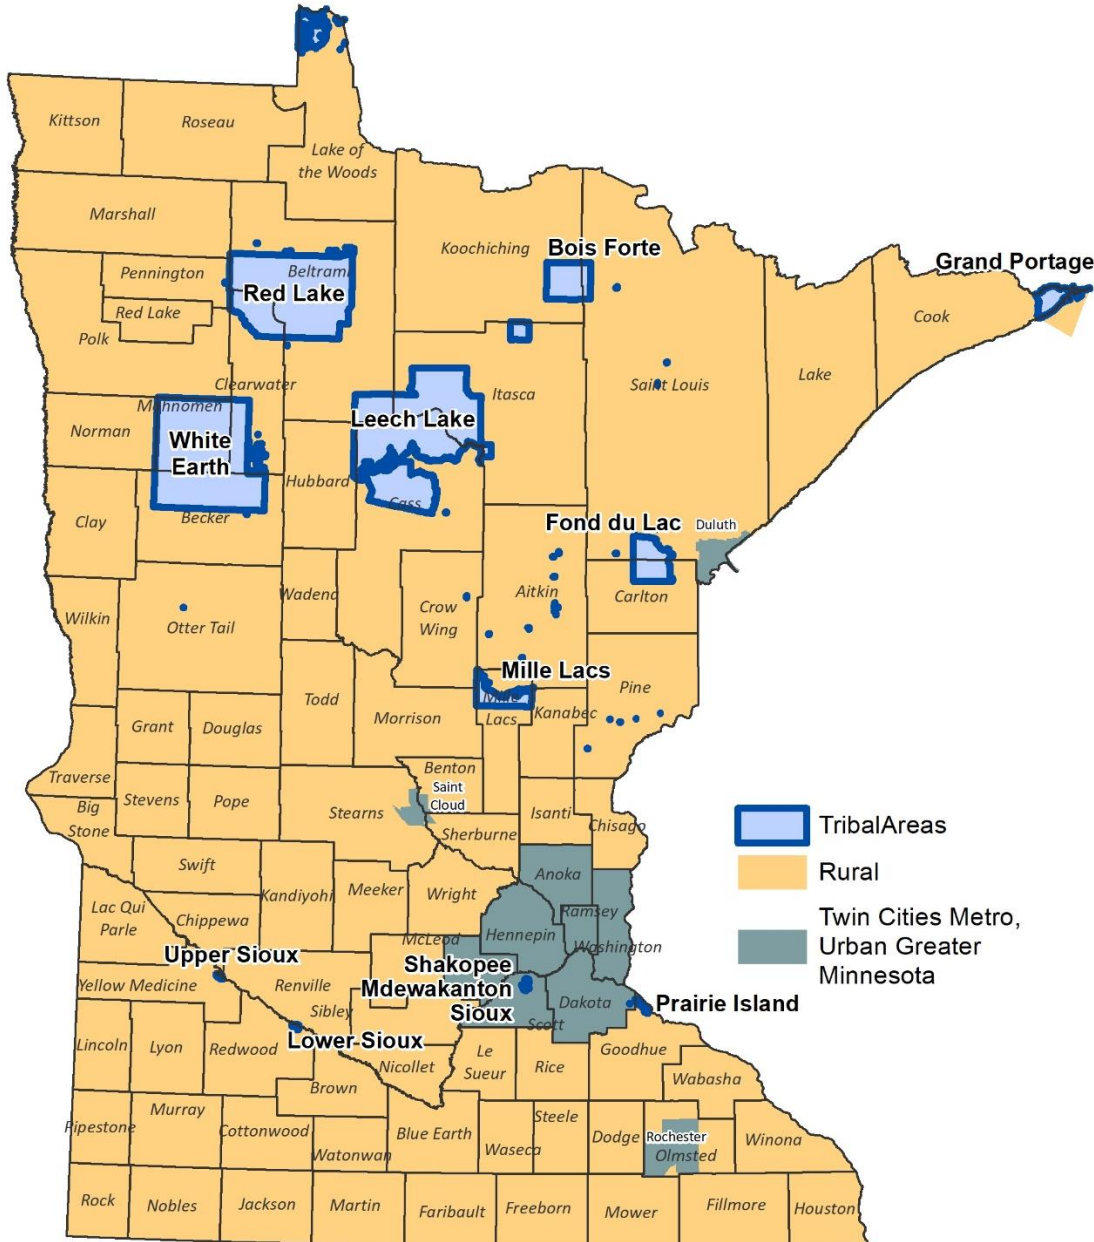 Kittson
Roseau
Lake of
the Woods
Marshall
Koochiching
Bois Forte
Grand Portage
Pennington
Beltrami
Red Lake
Red Lake
Cook
Polk
Clearwater
Itasca
Saint Louis
Lake
Mahnomen
Norman
White
Earth
Leech Lake
Hubbard
Cass
Clay
Becker
Fond du Lac
Duluth
Wadena
Crow
Wing
Aitkin
Carlton
Wilkin
Otter Tail
Mille Lacs
Mille
Lacs
Pine
Kanabec
Todd
Morrison
Grant
Douglas
Traverse
Big
Stone
Stevens
Pope
Stearns
Benton
Saint
Cloud
Sherburne
Isanti
Chisago
TribalAreas
Rural
Twin Cities Metro,
Urban Greater
Minnesota
Swift
Kandiyohi
Meeker
Wright
Anoka
Ramsey
Hennepin
Washington
Lac Qui
Parle
Chippewa
McLeod
Upper Sioux
Yellow Medicine
Renville
Sibley
Shakopee
Mdewakanton
Sioux
Scott
Dakota
Prairie Island
Lower Sioux
Lincoln
Lyon
Redwood
Nicollet
Le
Sueur
Rice
Goodhue
Wabasha
Brown
Pipestone
Murray
Cottonwood
Watonwan
Blue Earth
Waseca
Steele
Dodge
Rochester
Olmsted
Winona
Rock
Nobles
Jackson
Martin
Faribault
Freeborn
Mower
Fillmore
Houston